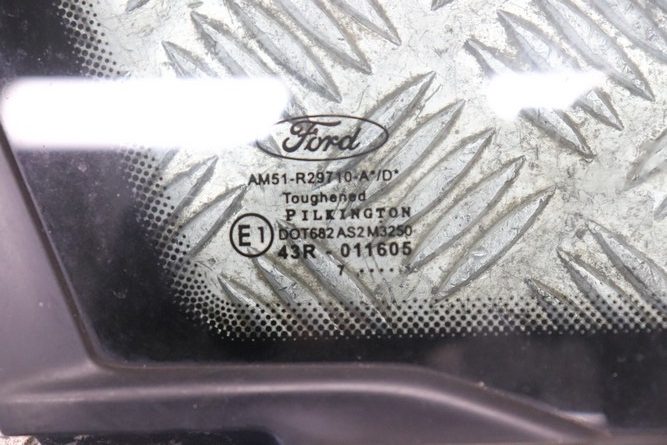 Ford
AM51-R29710-A*/D*
Toughened
PILKINGTON
E1
DOT682 AS2 M3250
43R - 011605
7 .....